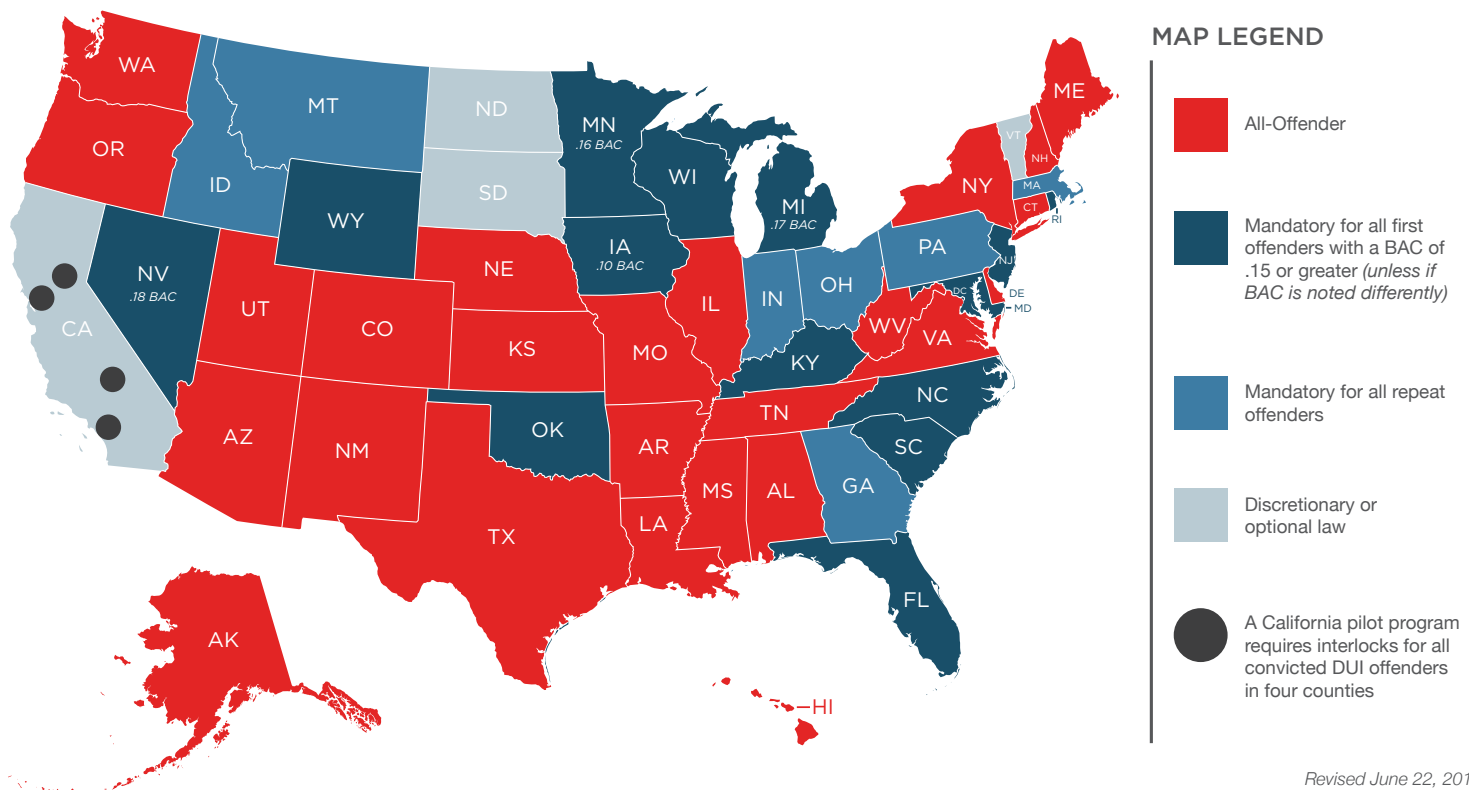 WA
OR
MT
ID
ND
SD
MN
.16 BAC
WI
MI
.17 BAC
WY
IA
.10 BAC
NE
NV
.18 BAC
CA
UT
CO
KS
MO
IL
IN
OH
PA
NY
VT
NH
ME
MA
CT
RI
NJ
DE
MD
DC
WV
VA
KY
AZ
NM
OK
AR
TN
NC
SC
MS
AL
GA
TX
LA
FL
AK
HI
MAP LEGEND
All-Offender
Mandatory for all first
offenders with a BAC of
.15 or greater (unless if
BAC is noted differently)
Mandatory for all repeat
offenders
Discretionary or
optional law
A California pilot program
requires interlocks for all
convicted DUI offenders
in four counties
Revised June 22, 201